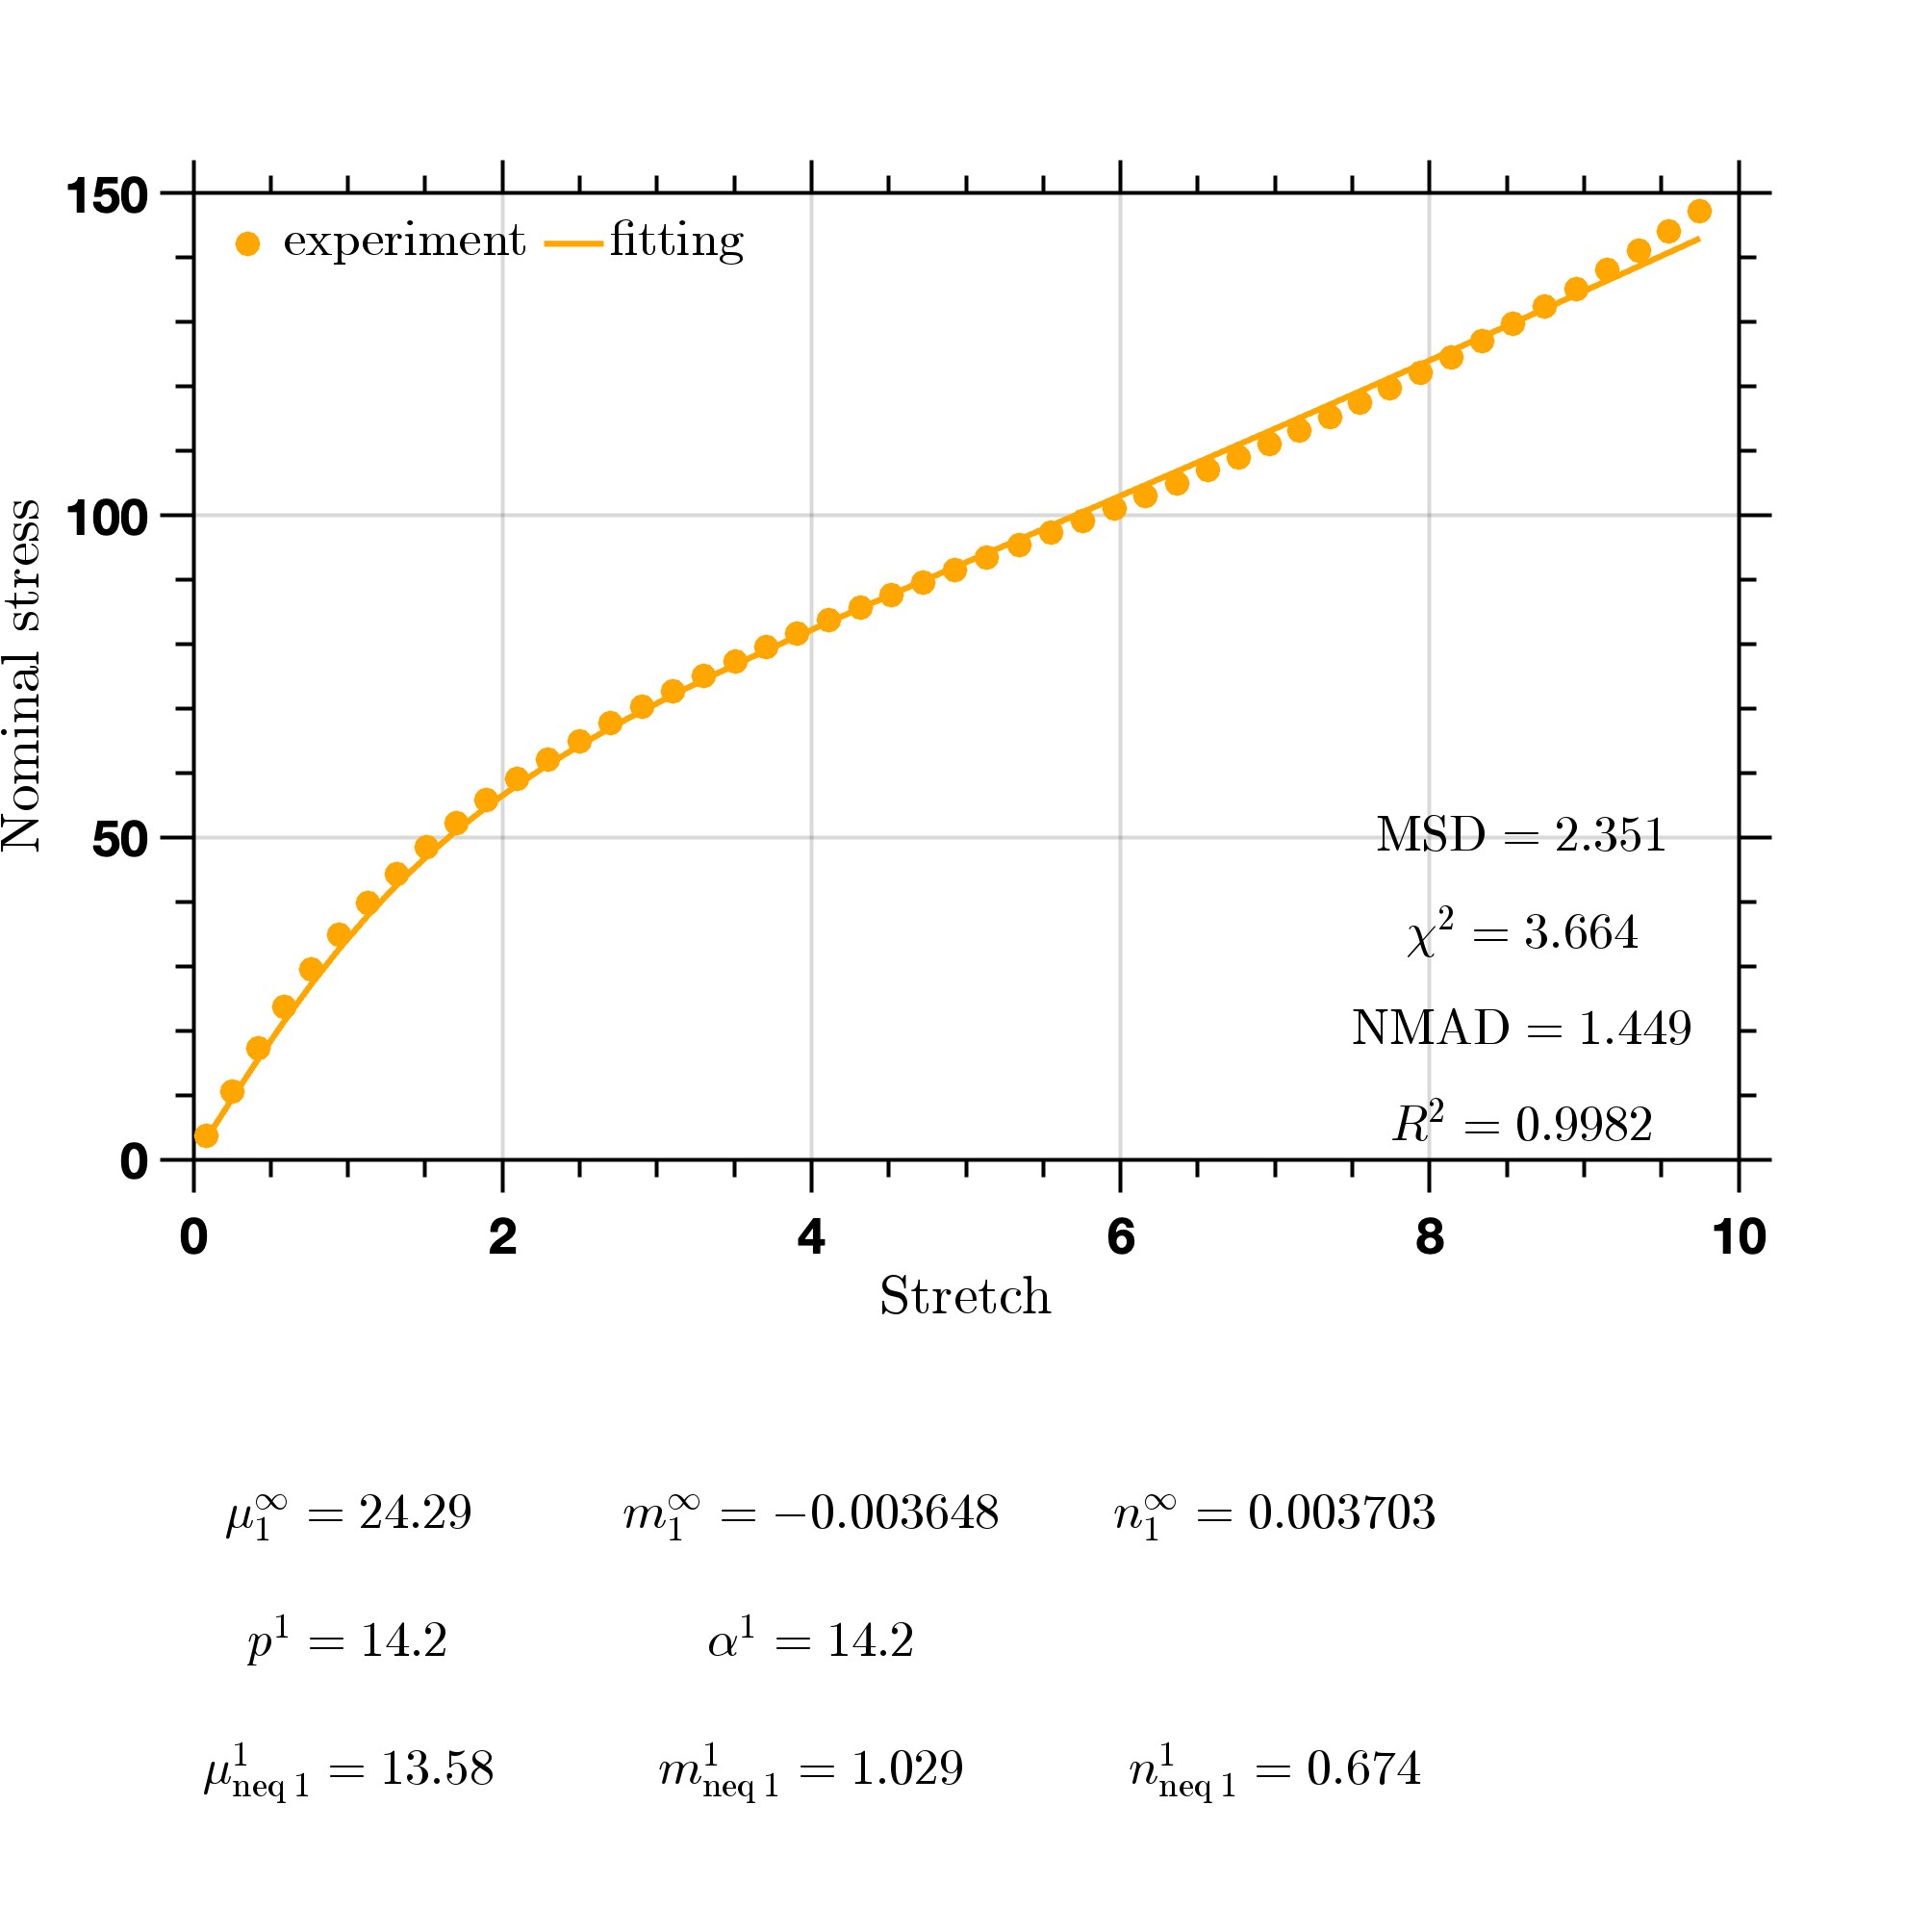 150
experiment fitting
100
Nominal stress
50
MSD = 2.351
χ² = 3.664
NMAD = 1.449
R² = 0.9982
0
0 2 4 6 8 10
Stretch
μ₁^∞ = 24.29 m₁^∞ = −0.003648 n₁^∞ = 0.003703
p¹ = 14.2 α¹ = 14.2
μ¹_neq 1 = 13.58 m¹_neq 1 = 1.029 n¹_neq 1 = 0.674